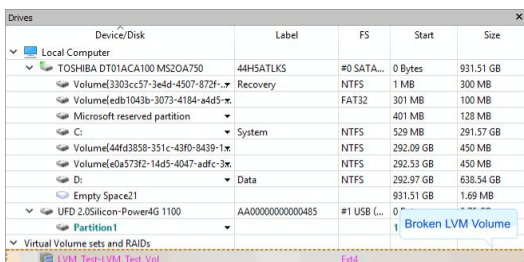 Drives
Device/Disk Label FS Start Size
Local Computer
TOSHIBA DT01ACA100 MS2OA750 44H5ATLKS #0 SATA... 0 Bytes 931.51 GB
Volume{3303cc57-3e4d-4507-872f-.. Recovery NTFS 1 MB 300 MB
Volume{edb1043b-3073-4184-a4d5- FAT32 301 MB 100 MB
Microsoft reserved partition 401 MB 128 MB
C: System NTFS 529 MB 291.57 GB
Volume{44fd3858-351c-43f0-8439-1 NTFS 292.09 GB 450 MB
Volume{e0a573f2-14d5-4047-adfc-3 NTFS 292.53 GB 450 MB
D: Data NTFS 292.97 GB 638.54 GB
Empty Space21 931.51 GB 1.69 MB
UFD 2.0Silicon-Power4G 1100 AA00000000000485 #1 USB (...
Partition1
Broken LVM Volume
Virtual Volume sets and RAIDs
LVM_Test-LVM_Test_Vol Ext4